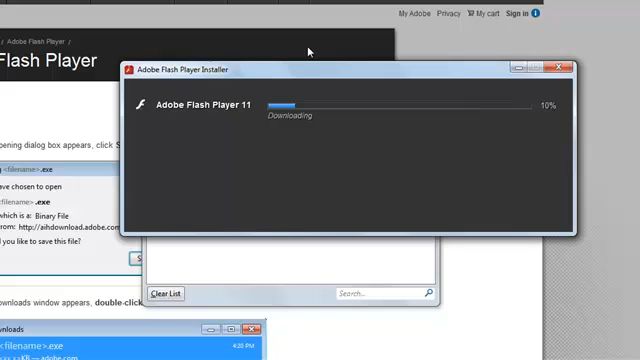 My Adobe Privacy My cart Sign in
/ Adobe Flash Player /
Flash Player
Adobe Flash Player Installer
Adobe Flash Player 11 10%
Downloading
pening dialog box appears, click S
<filename>.exe
ave chosen to open
<filename> .exe
which is a: Binary File
rom: http://aihdownload.adobe.com
d you like to save this file?
S
Clear List Search...
ownloads window appears, double-click
wnloads
<filename>.exe 4:20 PM
KB — adobe.com